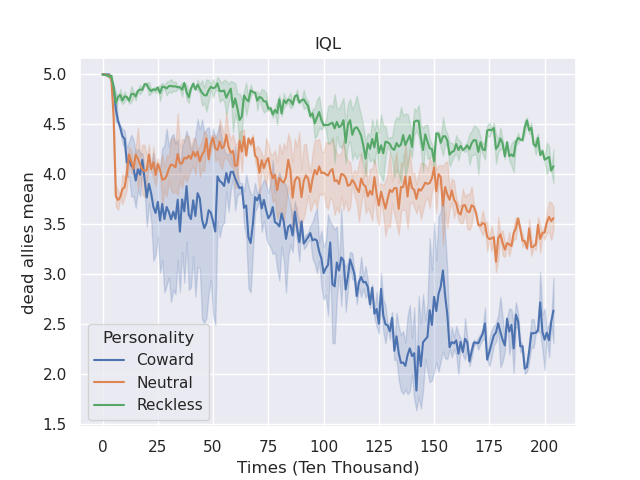 IQL
dead allies mean
5.0
4.5
4.0
3.5
3.0
2.5
2.0
1.5
Personality
Coward
Neutral
Reckless
0 25 50 75 100 125 150 175 200
Times (Ten Thousand)